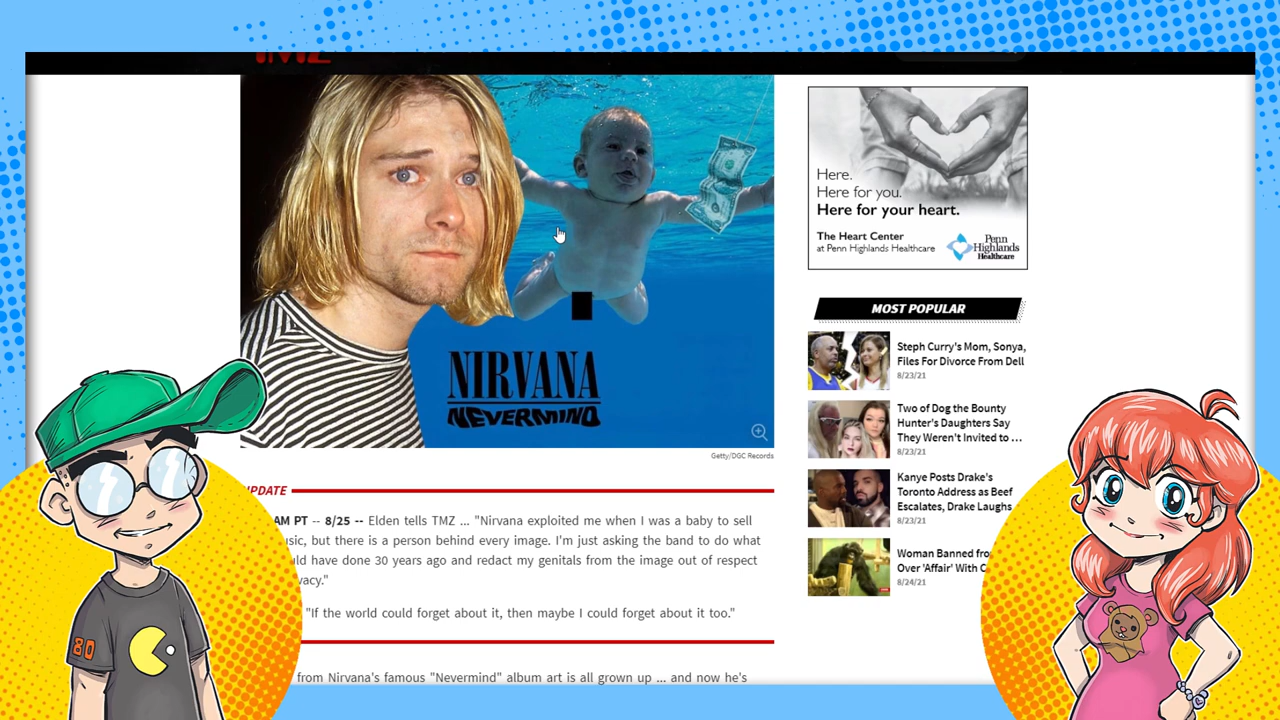 TMZ
NIRVANA
NEVERMIND
Getty/DGC Records
UPDATE
AM PT -- 8/25 -- Elden tells TMZ ... "Nirvana exploited me when I was a baby to sell
but there is a person behind every image. I'm just asking the band to do what
have done 30 years ago and redact my genitals from the image out of respect
"If the world could forget about it, then maybe I could forget about it too."
from Nirvana's famous "Nevermind" album art is all grown up ... and now he's
Here.
Here for you.
Here for your heart.
The Heart Center
at Penn Highlands Healthcare
Penn
Highlands
Healthcare
MOST POPULAR
Steph Curry's Mom, Sonya,
Files For Divorce From Dell
8/23/21
Two of Dog the Bounty
Hunter's Daughters Say
They Weren't Invited to ...
8/23/21
Kanye Posts Drake's
Toronto Address as Beef
Escalates, Drake Laughs
8/23/21
Woman Banned
Over 'Affair' With
8/24/21
80